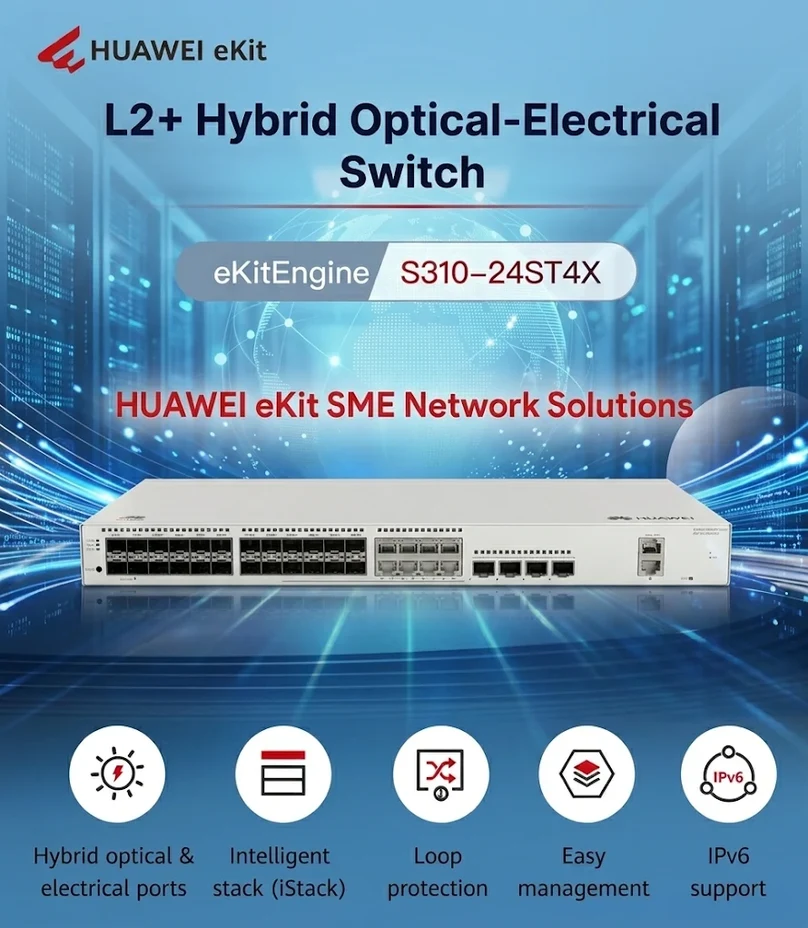 HUAWEI eKit
L2+ Hybrid Optical-Electrical
Switch
eKitEngine S310-24ST4X
HUAWEI eKit SME Network Solutions
HUAWEI
IPv6
Hybrid optical &
electrical ports
Intelligent
stack (iStack)
Loop
protection
Easy
management
IPv6
support